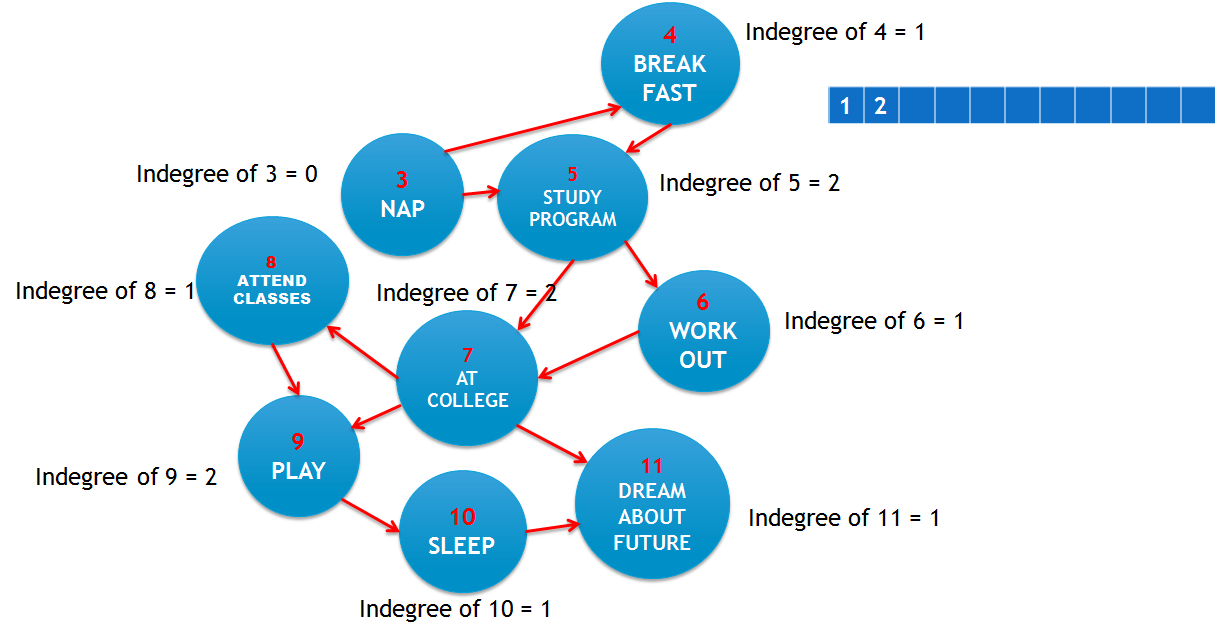 4
BREAK
FAST
Indegree of 4 = 1
1 2
Indegree of 3 = 0
3
NAP
5
STUDY
PROGRAM
Indegree of 5 = 2
8
ATTEND
CLASSES
Indegree of 8 = 1
Indegree of 7 = 2
6
WORK
OUT
Indegree of 6 = 1
7
AT
COLLEGE
9
PLAY
Indegree of 9 = 2
10
SLEEP
11
DREAM
ABOUT
FUTURE
Indegree of 11 = 1
Indegree of 10 = 1